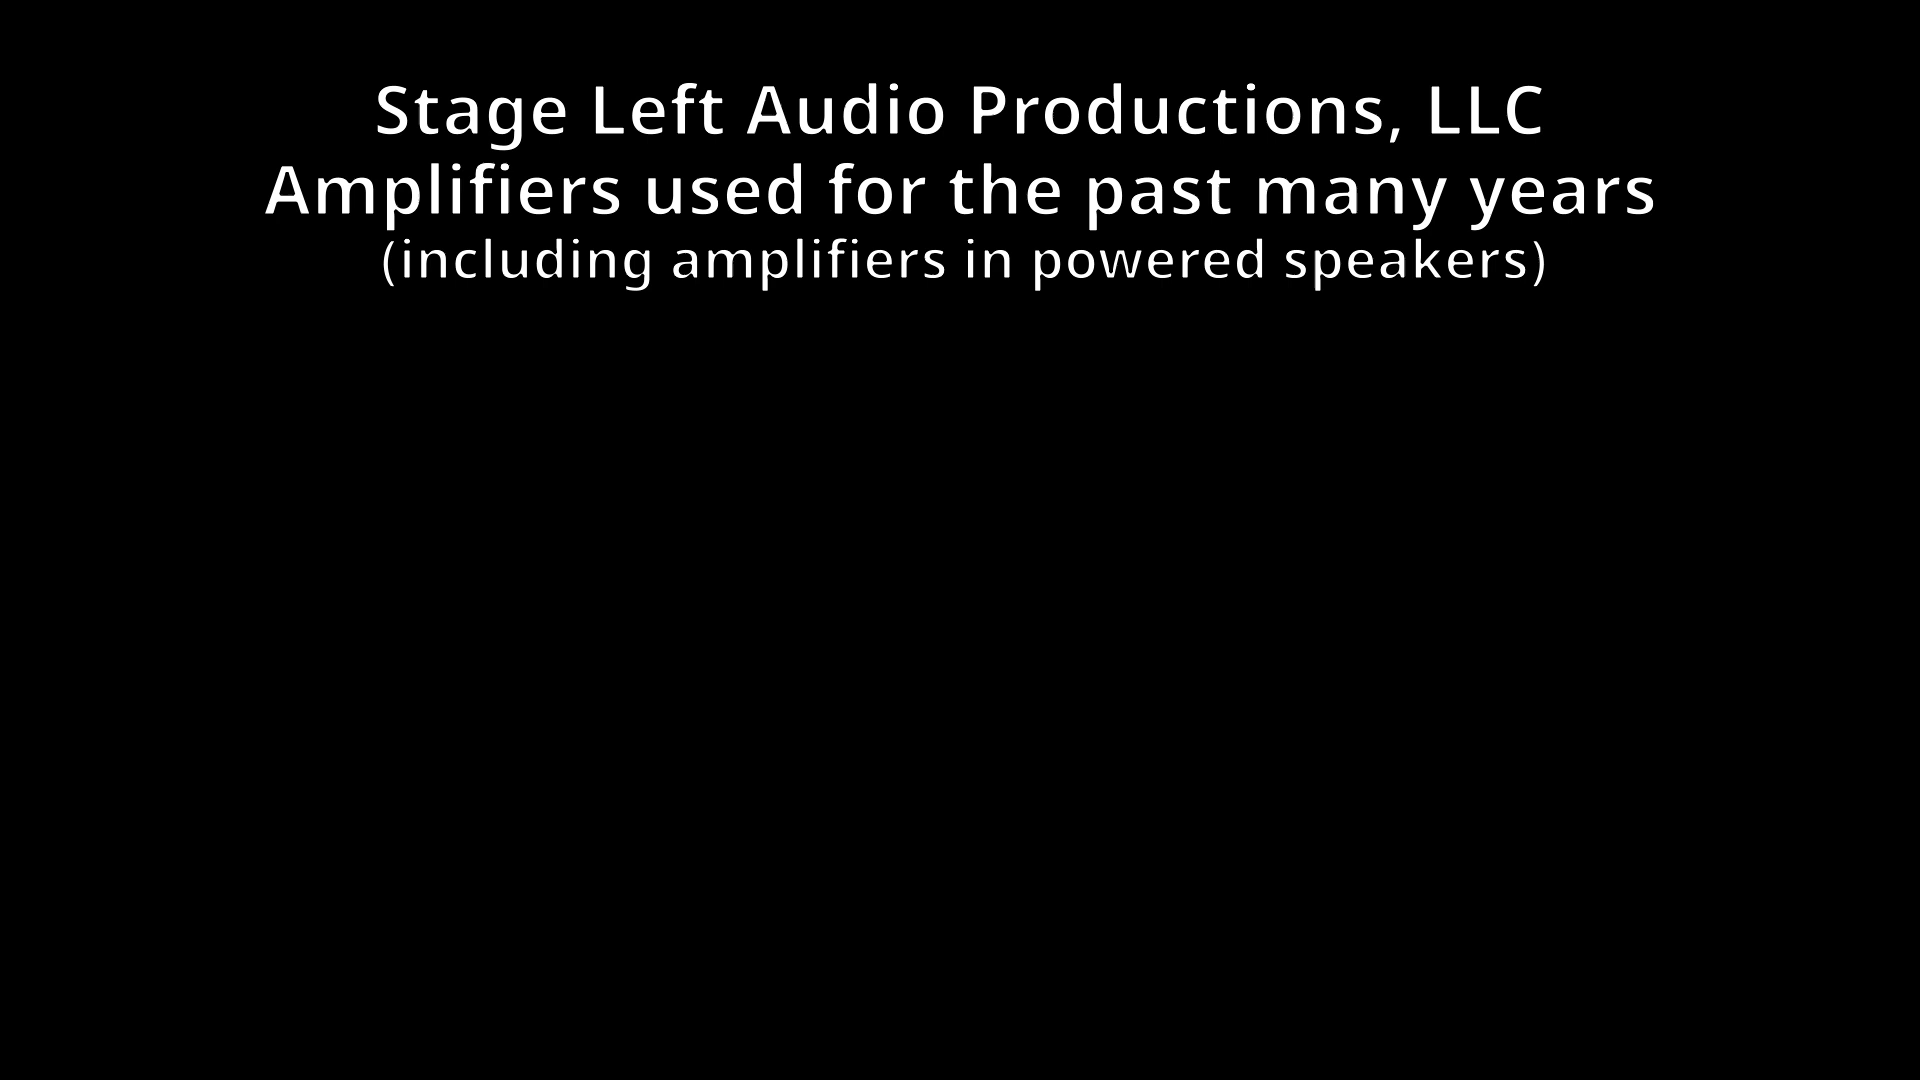 Stage Left Audio Productions, LLC
Amplifiers used for the past many years
(including amplifiers in powered speakers)